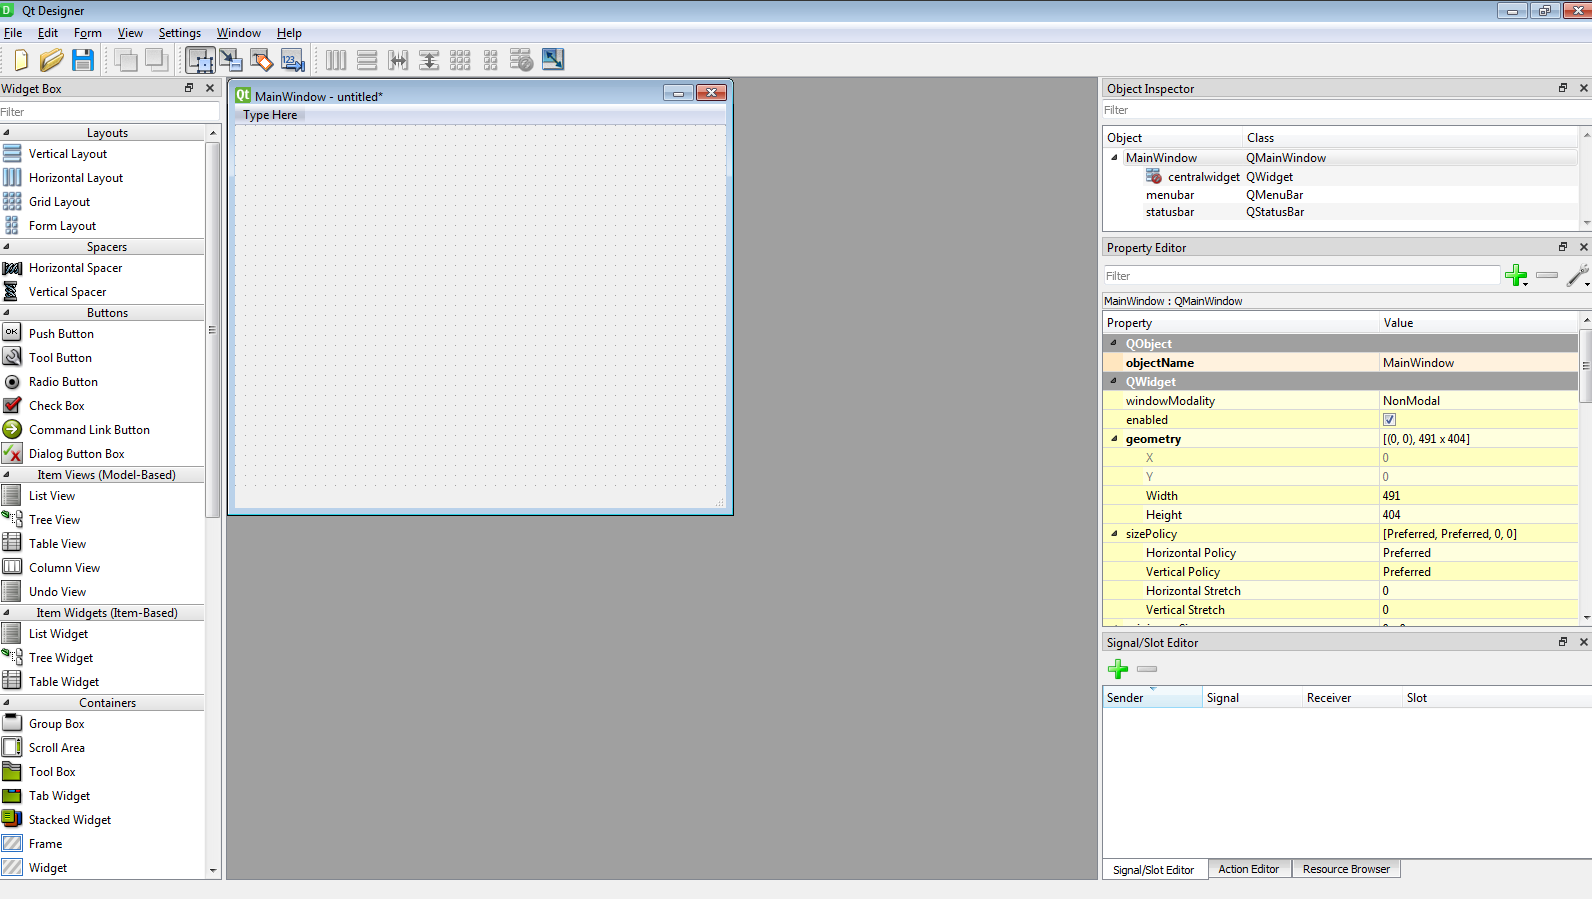 Qt Designer
File Edit Form View Settings Window Help
Widget Box
Filter
Layouts
Vertical Layout
Horizontal Layout
Grid Layout
Form Layout
Spacers
Horizontal Spacer
Vertical Spacer
Buttons
OK Push Button
Tool Button
Radio Button
Check Box
Command Link Button
Dialog Button Box
Item Views (Model-Based)
List View
Tree View
Table View
Column View
Undo View
Item Widgets (Item-Based)
List Widget
Tree Widget
Table Widget
Containers
Group Box
Scroll Area
Tool Box
Tab Widget
Stacked Widget
Frame
Widget
Qt MainWindow - untitled*
Type Here
Object Inspector
Filter
Object Class
MainWindow QMainWindow
centralwidget QWidget
menubar QMenuBar
statusbar QStatusBar
Property Editor
Filter
MainWindow : QMainWindow
Property Value
QObject
objectName MainWindow
QWidget
windowModality NonModal
enabled
geometry [(0, 0), 491 x 404]
X 0
Y 0
Width 491
Height 404
sizePolicy [Preferred, Preferred, 0, 0]
Horizontal Policy Preferred
Vertical Policy Preferred
Horizontal Stretch 0
Vertical Stretch 0
Signal/Slot Editor
Sender Signal Receiver Slot
Signal/Slot Editor Action Editor Resource Browser